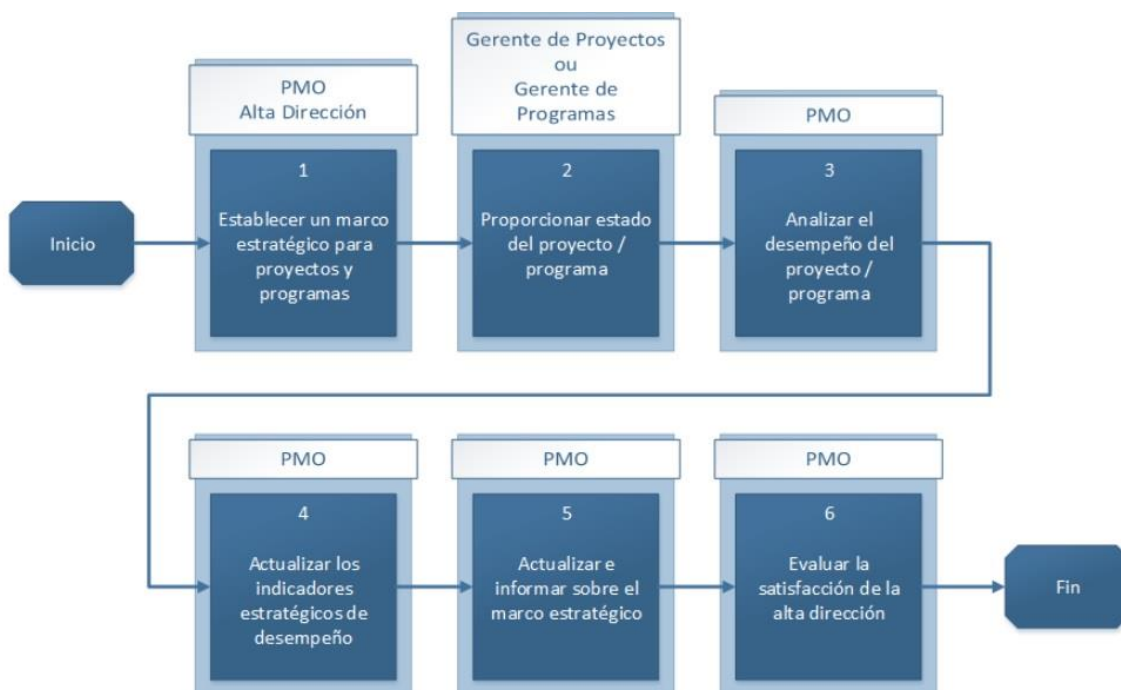 Inicio
PMO
Alta Dirección
1
Establecer un marco
estratégico para
proyectos y
programas
Gerente de Proyectos
ou
Gerente de
Programas
2
Proporcionar estado
del proyecto /
programa
PMO
3
Analizar el
desempeño del
proyecto /
programa
PMO
4
Actualizar los
indicadores
estratégicos de
desempeño
PMO
5
Actualizar e
informar sobre el
marco estratégico
PMO
6
Evaluar la
satisfacción de la
alta dirección
Fin